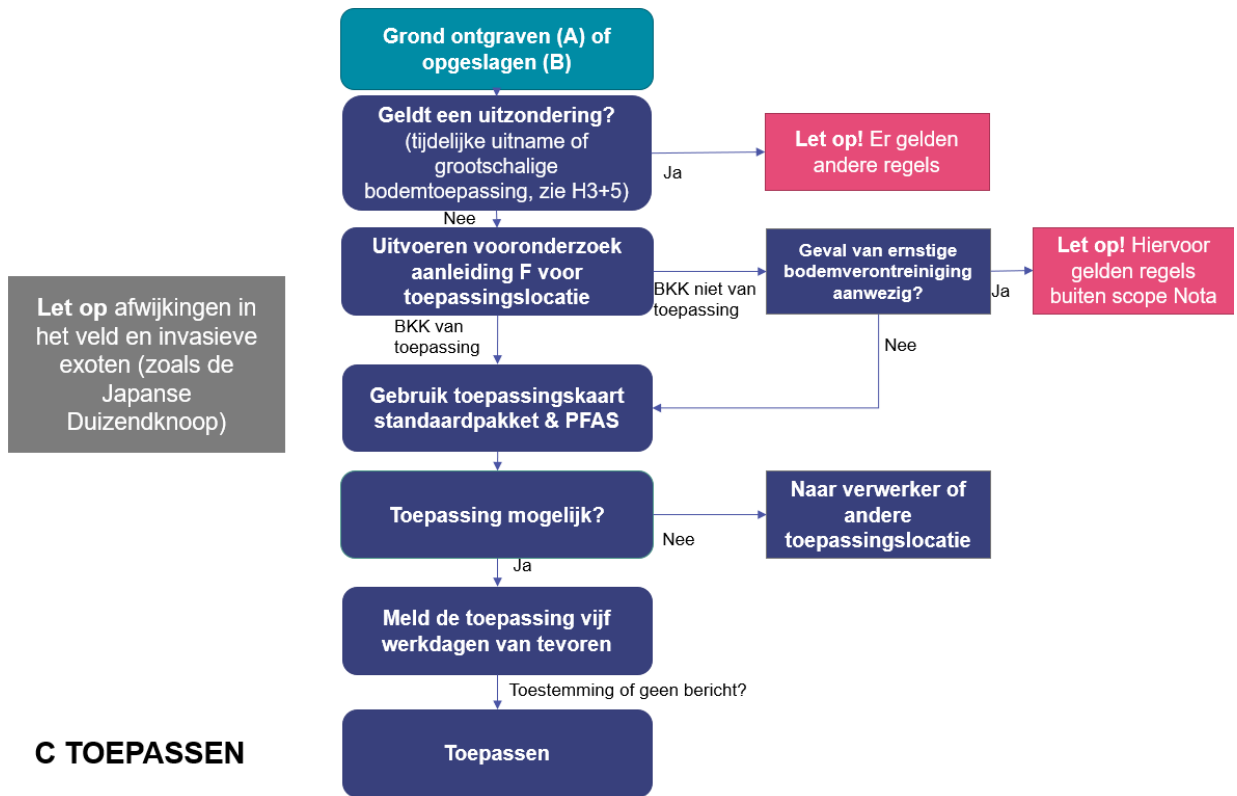 Grond ontgraven (A) of
opgeslagen (B)
Geldt een uitzondering?
(tijdelijke uitname of
grootschalige
bodemtoepassing, zie H3+5)
Ja
Let op! Er gelden
andere regels
Nee
Uitvoeren vooronderzoek
aanleiding F voor
toepassingslocatie
BKK niet van
toepassing
Geval van ernstige
bodemverontreiniging
aanwezig?
Ja
Let op! Hiervoor
gelden regels
buiten scope Nota
Let op afwijkingen in
het veld en invasieve
exoten (zoals de
Japanse
Duizendknoop)
BKK van
toepassing
Nee
Gebruik toepassingskaart
standaardpakket & PFAS
Toepassing mogelijk?
Nee
Naar verwerker of
andere
toepassingslocatie
Ja
Meld de toepassing vijf
werkdagen van tevoren
Toestemming of geen bericht?
Toepassen
C TOEPASSEN